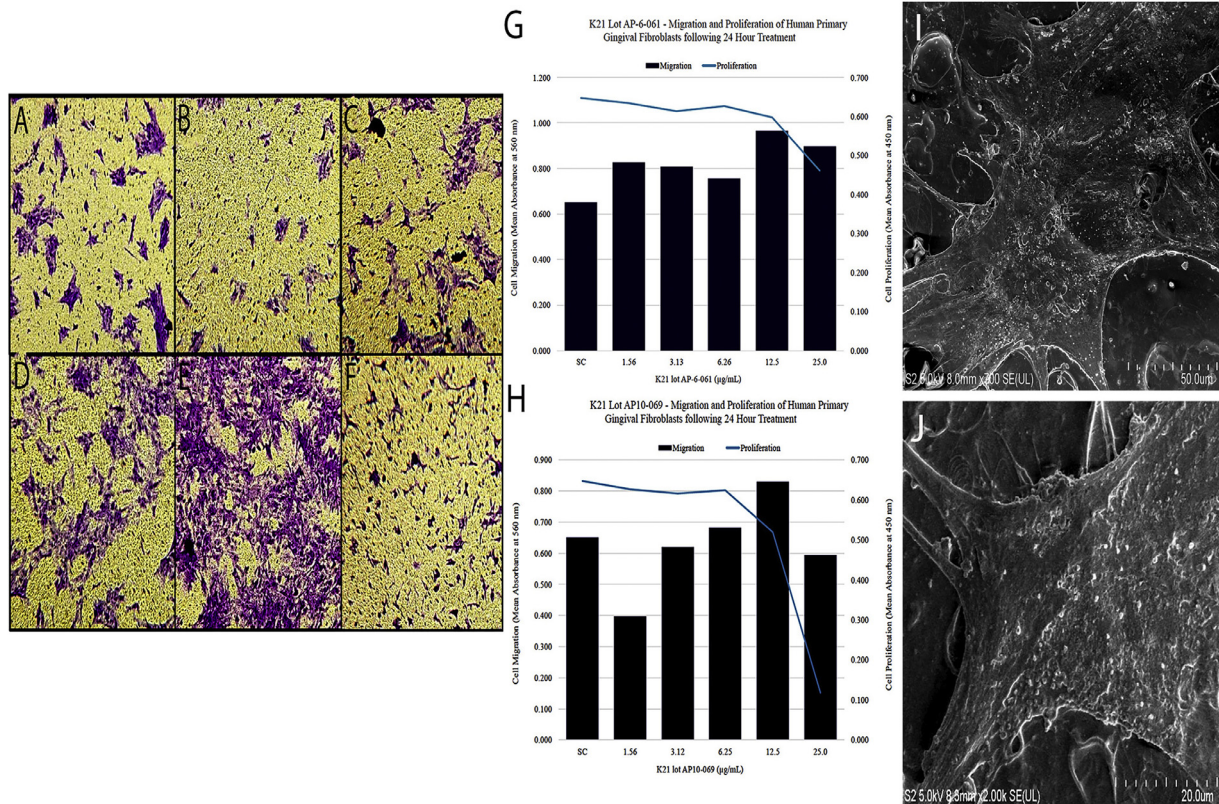 A
B
C
D
E
F
G
K21 Lot AP-6-061 - Migration and Proliferation of Human Primary
Gingival Fibroblasts following 24 Hour Treatment
Migration
Proliferation
Cell Migration (Mean Absorbance at 560 nm)
1.200
1.000
0.800
0.600
0.400
0.200
0.000
0.700
0.600
0.500
0.400
0.300
0.200
0.100
0.000
Cell Proliferation (Mean Absorbance at 450 nm)
SC 1.56 3.13 6.26 12.5 25.0
K21 lot AP-6-061 (µg/mL)
H
K21 Lot AP10-069 - Migration and Proliferation of Human Primary
Gingival Fibroblasts following 24 Hour Treatment
Migration
Proliferation
Cell Migration (Mean Absorbance at 560 nm)
0.900
0.800
0.700
0.600
0.500
0.400
0.300
0.200
0.100
0.000
0.700
0.600
0.500
0.400
0.300
0.200
0.100
0.000
Cell Proliferation (Mean Absorbance at 450 nm)
SC 1.56 3.12 6.25 12.5 25.0
K21 lot AP10-069 (µg/mL)
I
S2 5.0kV 8.0mm x700 SE(UL) 50.0um
J
S2 5.0kV 8.5mm x2.00k SE(UL) 20.0um